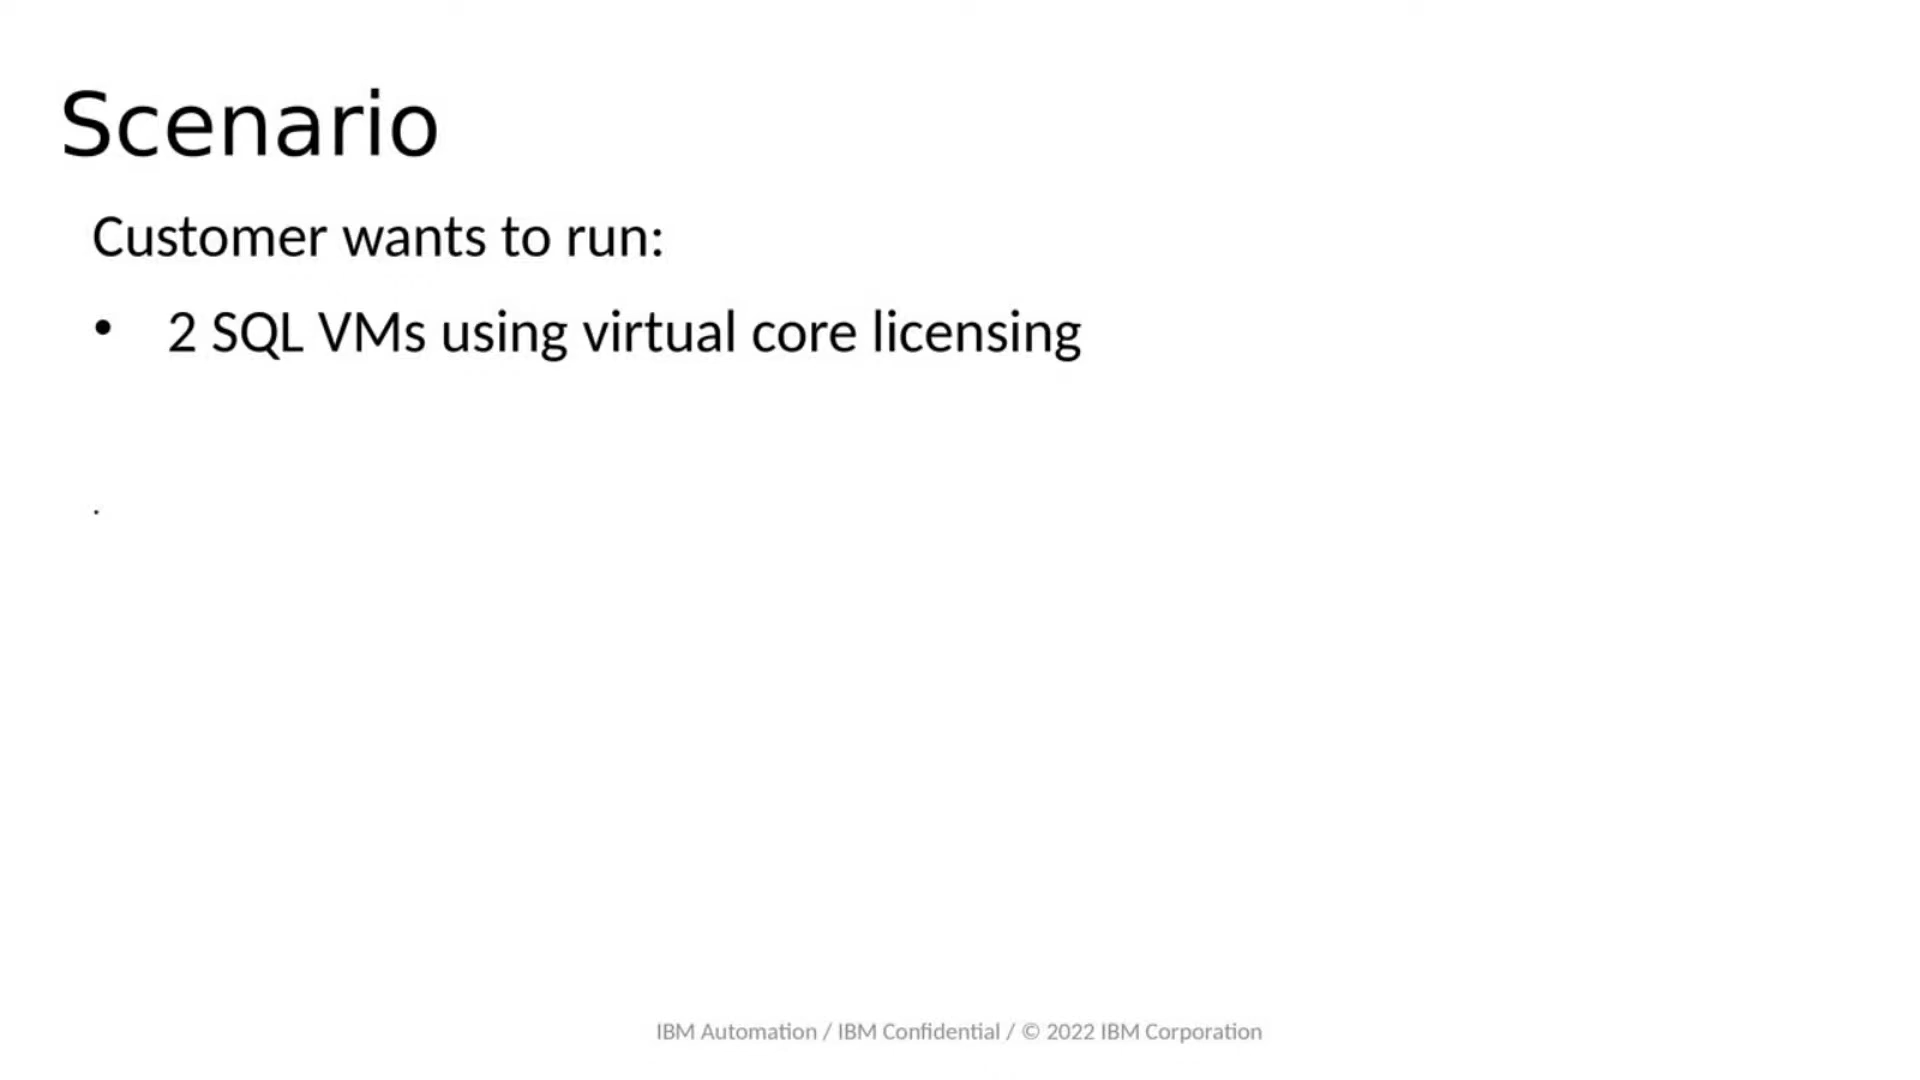 Scenario
Customer wants to run:
• 2 SQL VMs using virtual core licensing
.
IBM Automation / IBM Confidential / © 2022 IBM Corporation